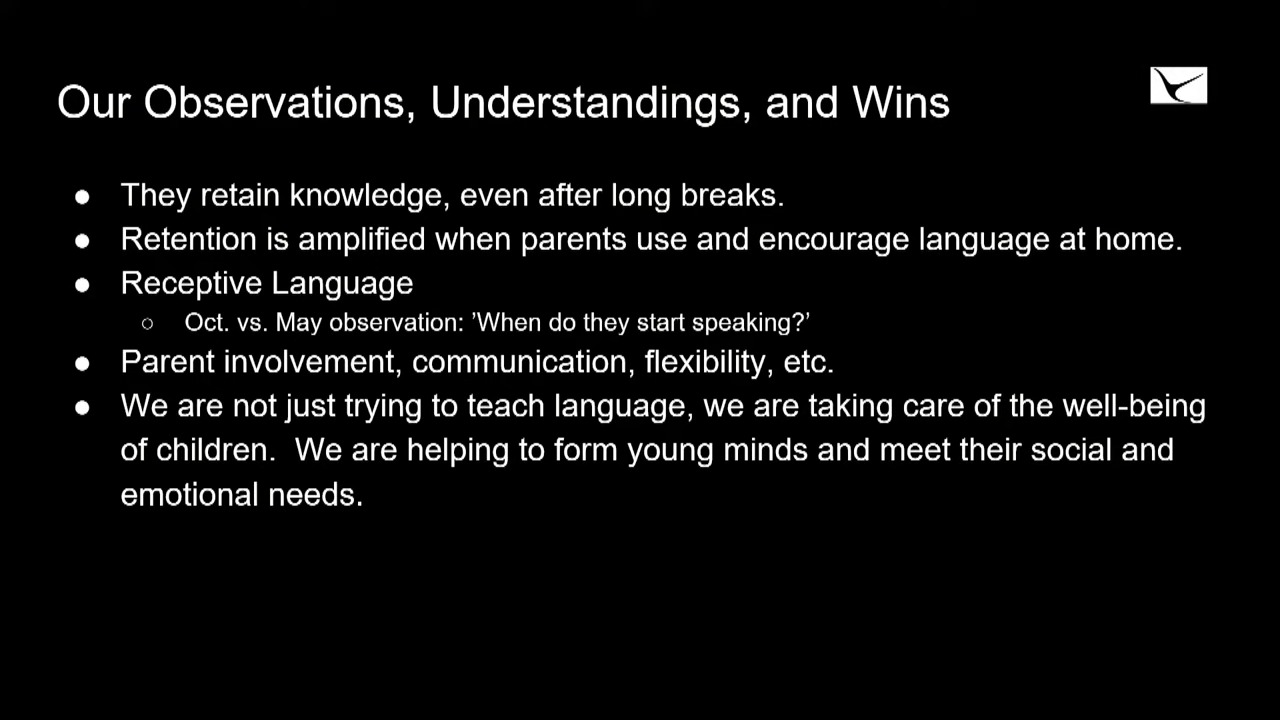 Our Observations, Understandings, and Wins
● They retain knowledge, even after long breaks.
● Retention is amplified when parents use and encourage language at home.
● Receptive Language
○ Oct. vs. May observation: ’When do they start speaking?’
● Parent involvement, communication, flexibility, etc.
● We are not just trying to teach language, we are taking care of the well-being
of children.  We are helping to form young minds and meet their social and
emotional needs.